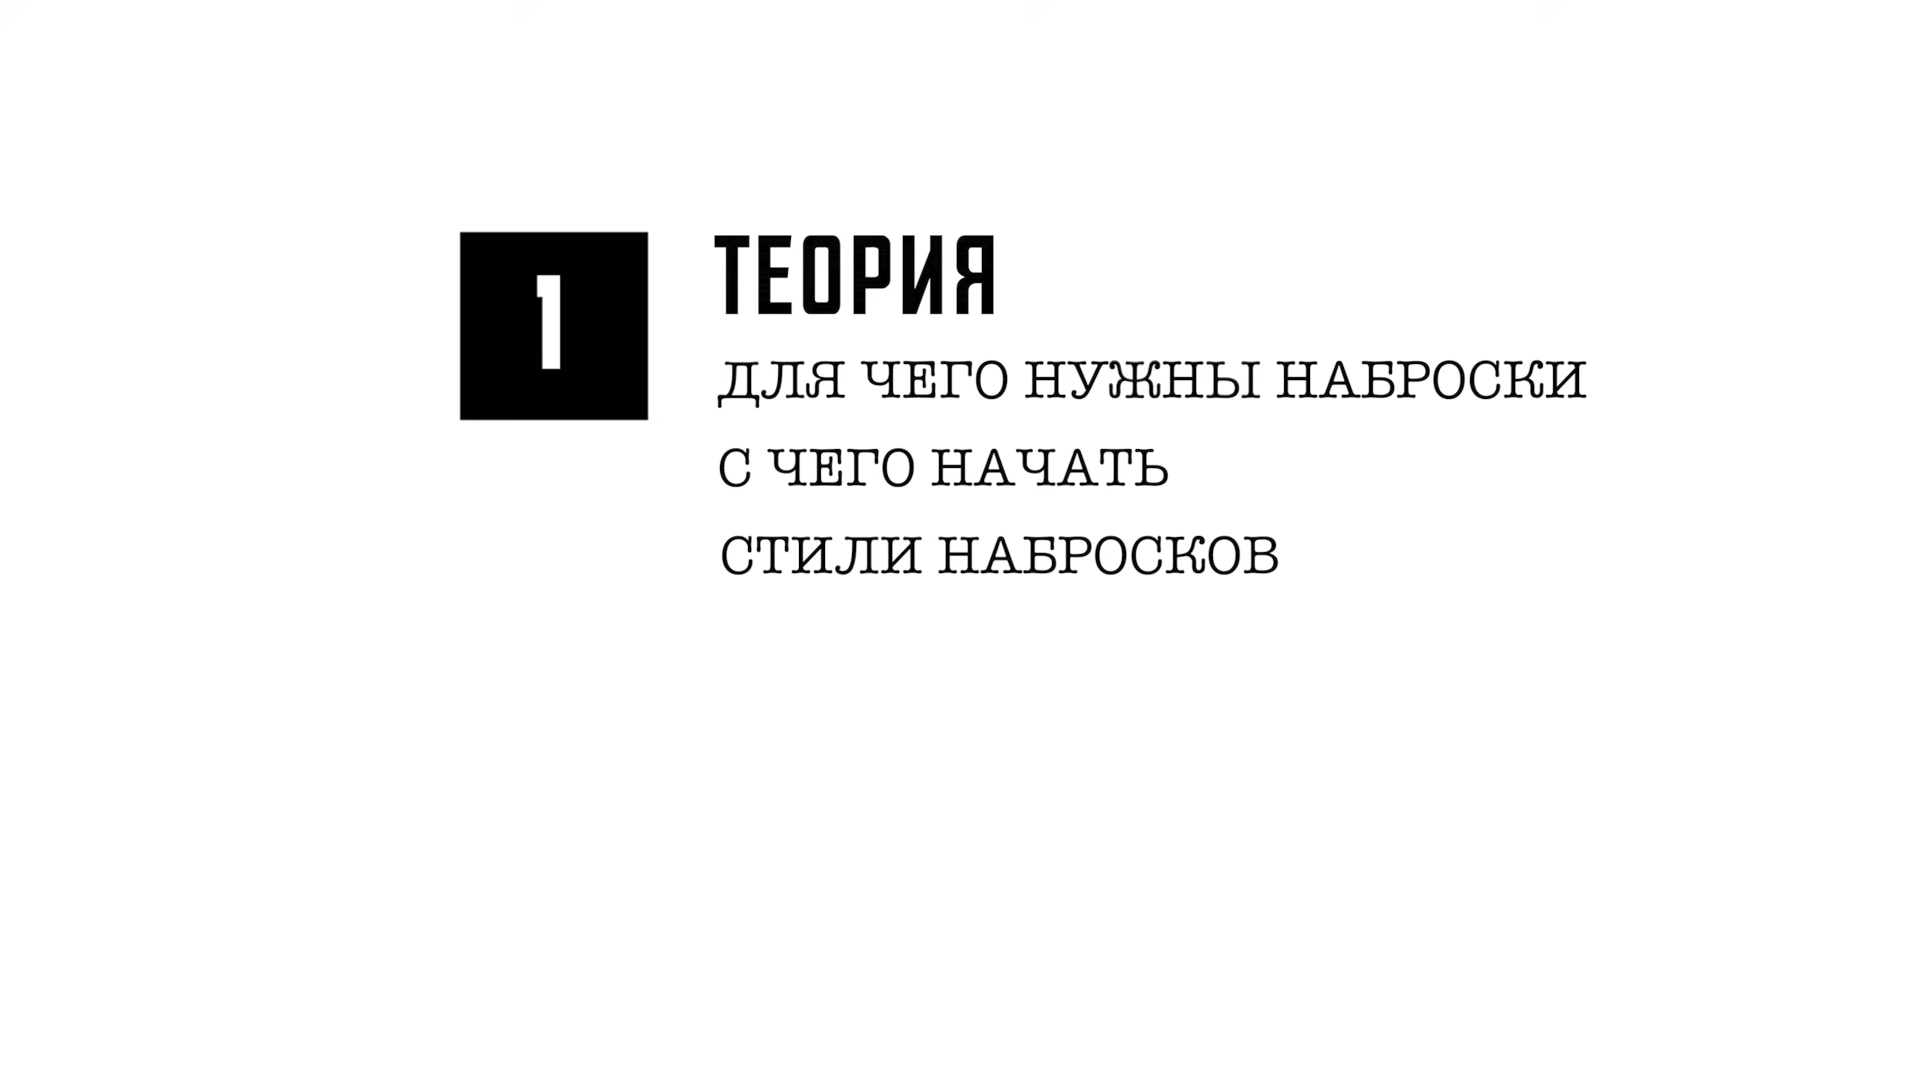 1
ТЕОРИЯ
ДЛЯ ЧЕГО НУЖНЫ НАБРОСКИ
С ЧЕГО НАЧАТЬ
СТИЛИ НАБРОСКОВ